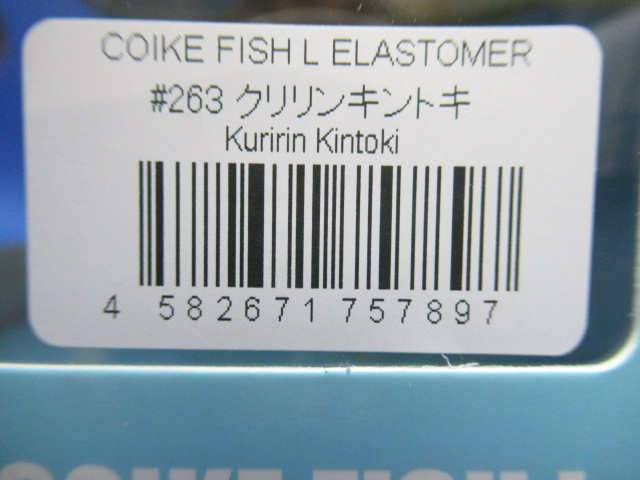 COIKE FISH L ELASTOMER
#263 クリリンキントキ
Kuririn Kintoki
4 582671 757897